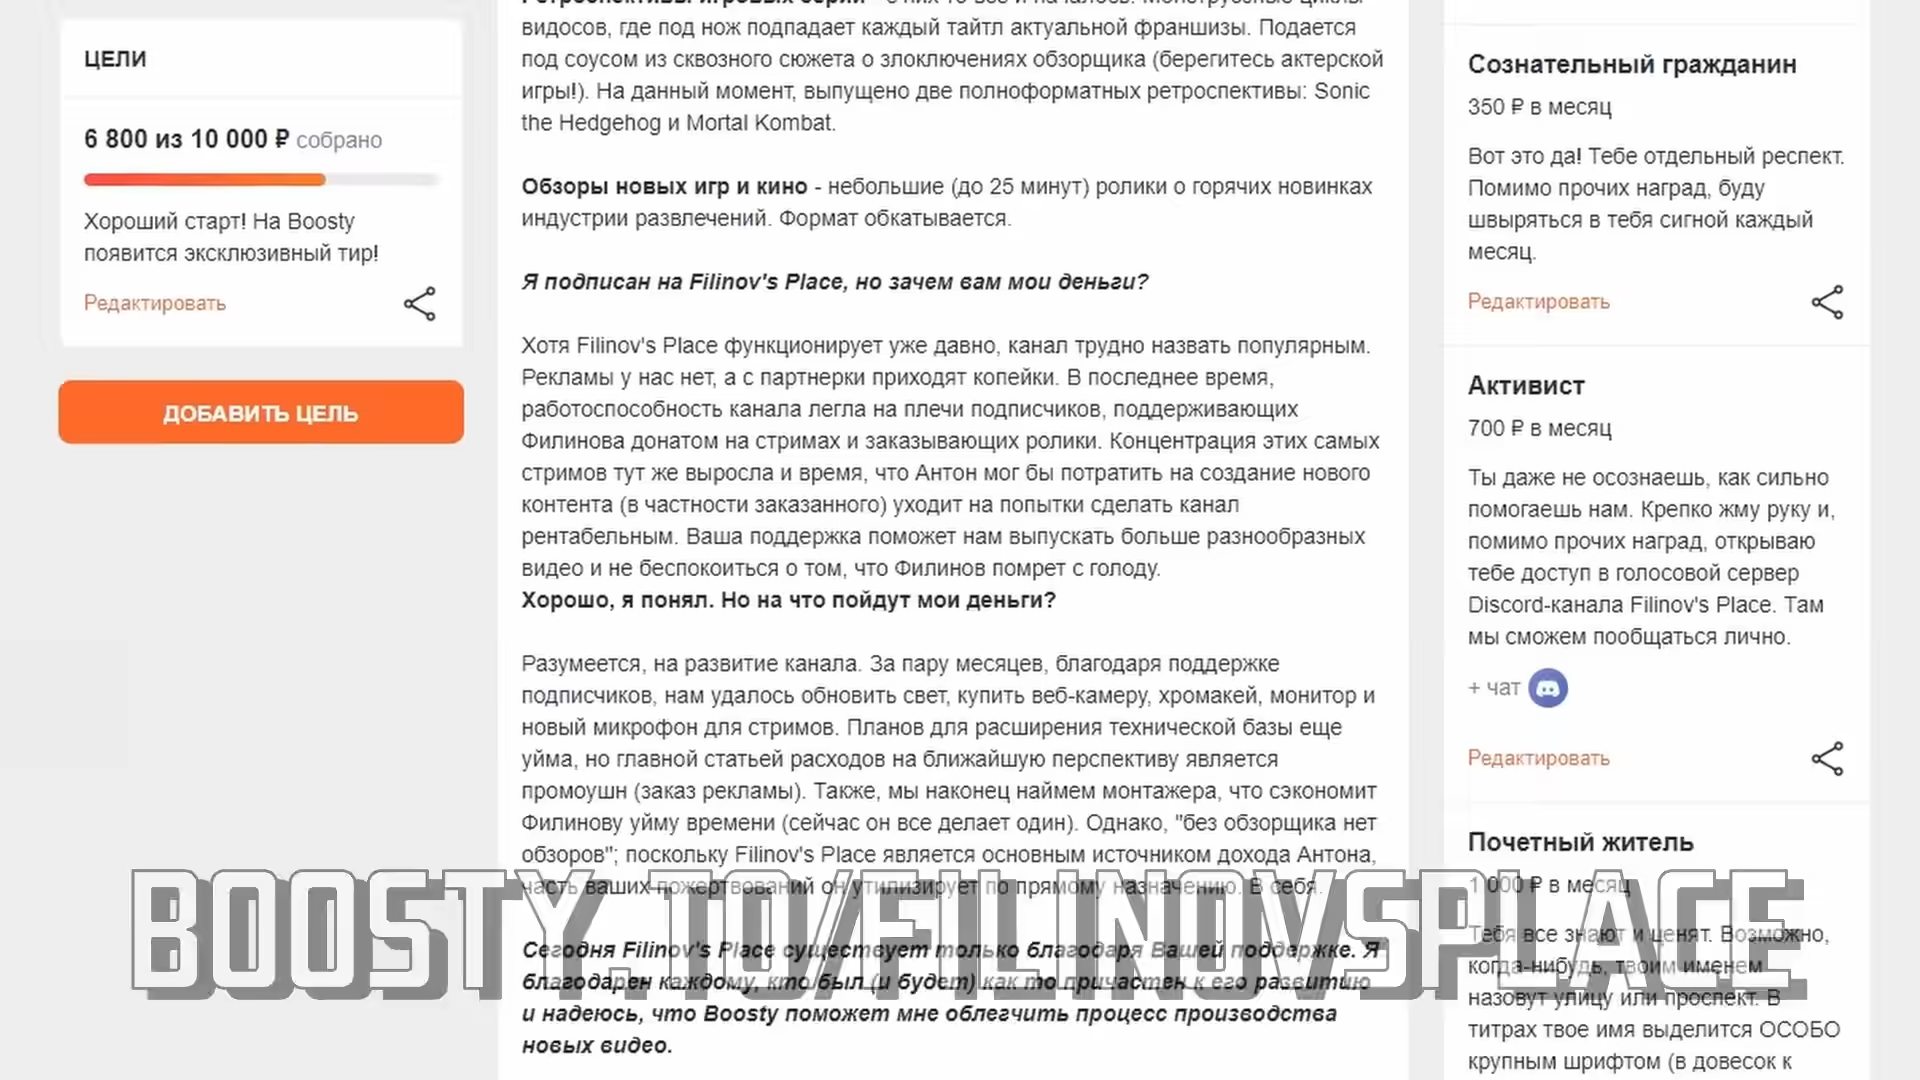 ЦЕЛИ
6 800 из 10 000 ₽ собрано
Хороший старт! На Boosty
появится эксклюзивный тир!
Редактировать
ДОБАВИТЬ ЦЕЛЬ
видосов, где под нож подпадает каждый тайтл актуальной франшизы. Подается
под соусом из сквозного сюжета о злоключениях обзорщика (берегитесь актерской
игры!). На данный момент, выпущено две полноформатных ретроспективы: Sonic
the Hedgehog и Mortal Kombat.
Обзоры новых игр и кино - небольшие (до 25 минут) ролики о горячих новинках
индустрии развлечений. Формат обкатывается.
Я подписан на Filinov's Place, но зачем вам мои деньги?
Хотя Filinov's Place функционирует уже давно, канал трудно назвать популярным.
Рекламы у нас нет, а с партнерки приходят копейки. В последнее время,
работоспособность канала легла на плечи подписчиков, поддерживающих
Филинова донатом на стримах и заказывающих ролики. Концентрация этих самых
стримов тут же выросла и время, что Антон мог бы потратить на создание нового
контента (в частности заказанного) уходит на попытки сделать канал
рентабельным. Ваша поддержка поможет нам выпускать больше разнообразных
видео и не беспокоиться о том, что Филинов помрет с голоду.
Хорошо, я понял. Но на что пойдут мои деньги?
Разумеется, на развитие канала. За пару месяцев, благодаря поддержке
подписчиков, нам удалось обновить свет, купить веб-камеру, хромакей, монитор и
новый микрофон для стримов. Планов для расширения технической базы еще
уйма, но главной статьей расходов на ближайшую перспективу является
промоушн (заказ рекламы). Также, мы наконец наймем монтажера, что сэкономит
Филинову уйму времени (сейчас он все делает один). Однако, "без обзорщика нет
обзоров"; поскольку Filinov's Place является основным источником дохода Антона,
часть ваших пожертвований он утилизирует по прямому назначению. В себя.
Сегодня Filinov's Place существует только благодаря Вашей поддержке. Я
благодарен каждому, кто был (и будет) как то причастен к его развитию
и надеюсь, что Boosty поможет мне облегчить процесс производства
новых видео.
Сознательный гражданин
350 ₽ в месяц
Вот это да! Тебе отдельный респект.
Помимо прочих наград, буду
швыряться в тебя сигной каждый
месяц.
Редактировать
Активист
700 ₽ в месяц
Ты даже не осознаешь, как сильно
помогаешь нам. Крепко жму руку и,
помимо прочих наград, открываю
тебе доступ в голосовой сервер
Discord-канала Filinov's Place. Там
мы сможем пообщаться лично.
+ чат
Редактировать
Почетный житель
1 000 ₽ в месяц
Тебя все знают и ценят. Возможно,
когда-нибудь, твоим именем
назовут улицу или проспект. В
титрах твое имя выделится ОСОБО
крупным шрифтом (в довесок к
BOOSTY.TO/FILINOVSPLACE